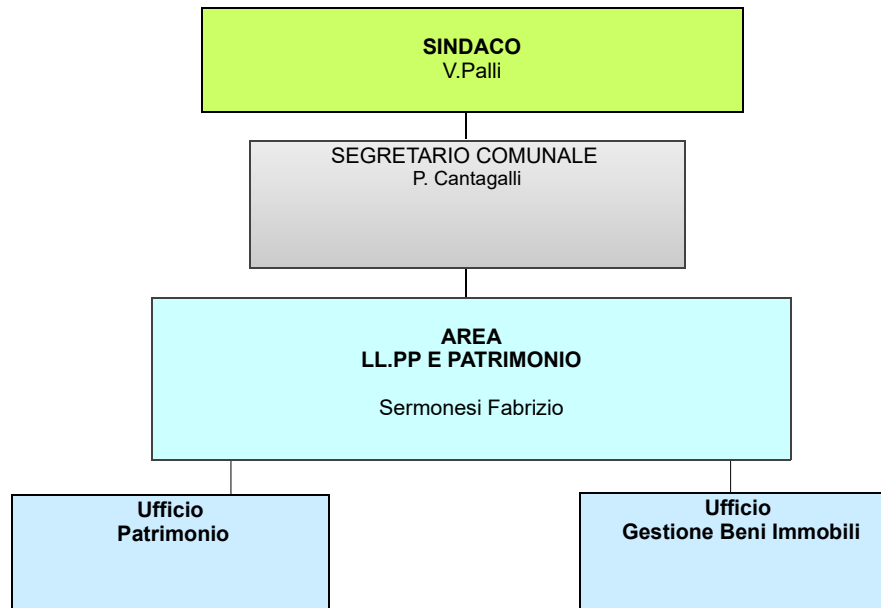 SINDACO
V.Palli
SEGRETARIO COMUNALE
P. Cantagalli
AREA
LL.PP E PATRIMONIO
Sermonesi Fabrizio
Ufficio
Patrimonio
Ufficio
Gestione Beni Immobili